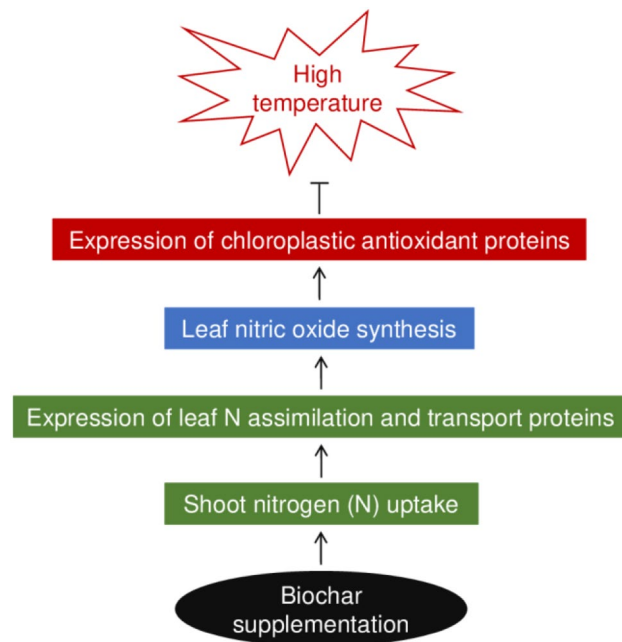 High
temperature
Expression of chloroplastic antioxidant proteins
Leaf nitric oxide synthesis
Expression of leaf N assimilation and transport proteins
Shoot nitrogen (N) uptake
Biochar
supplementation